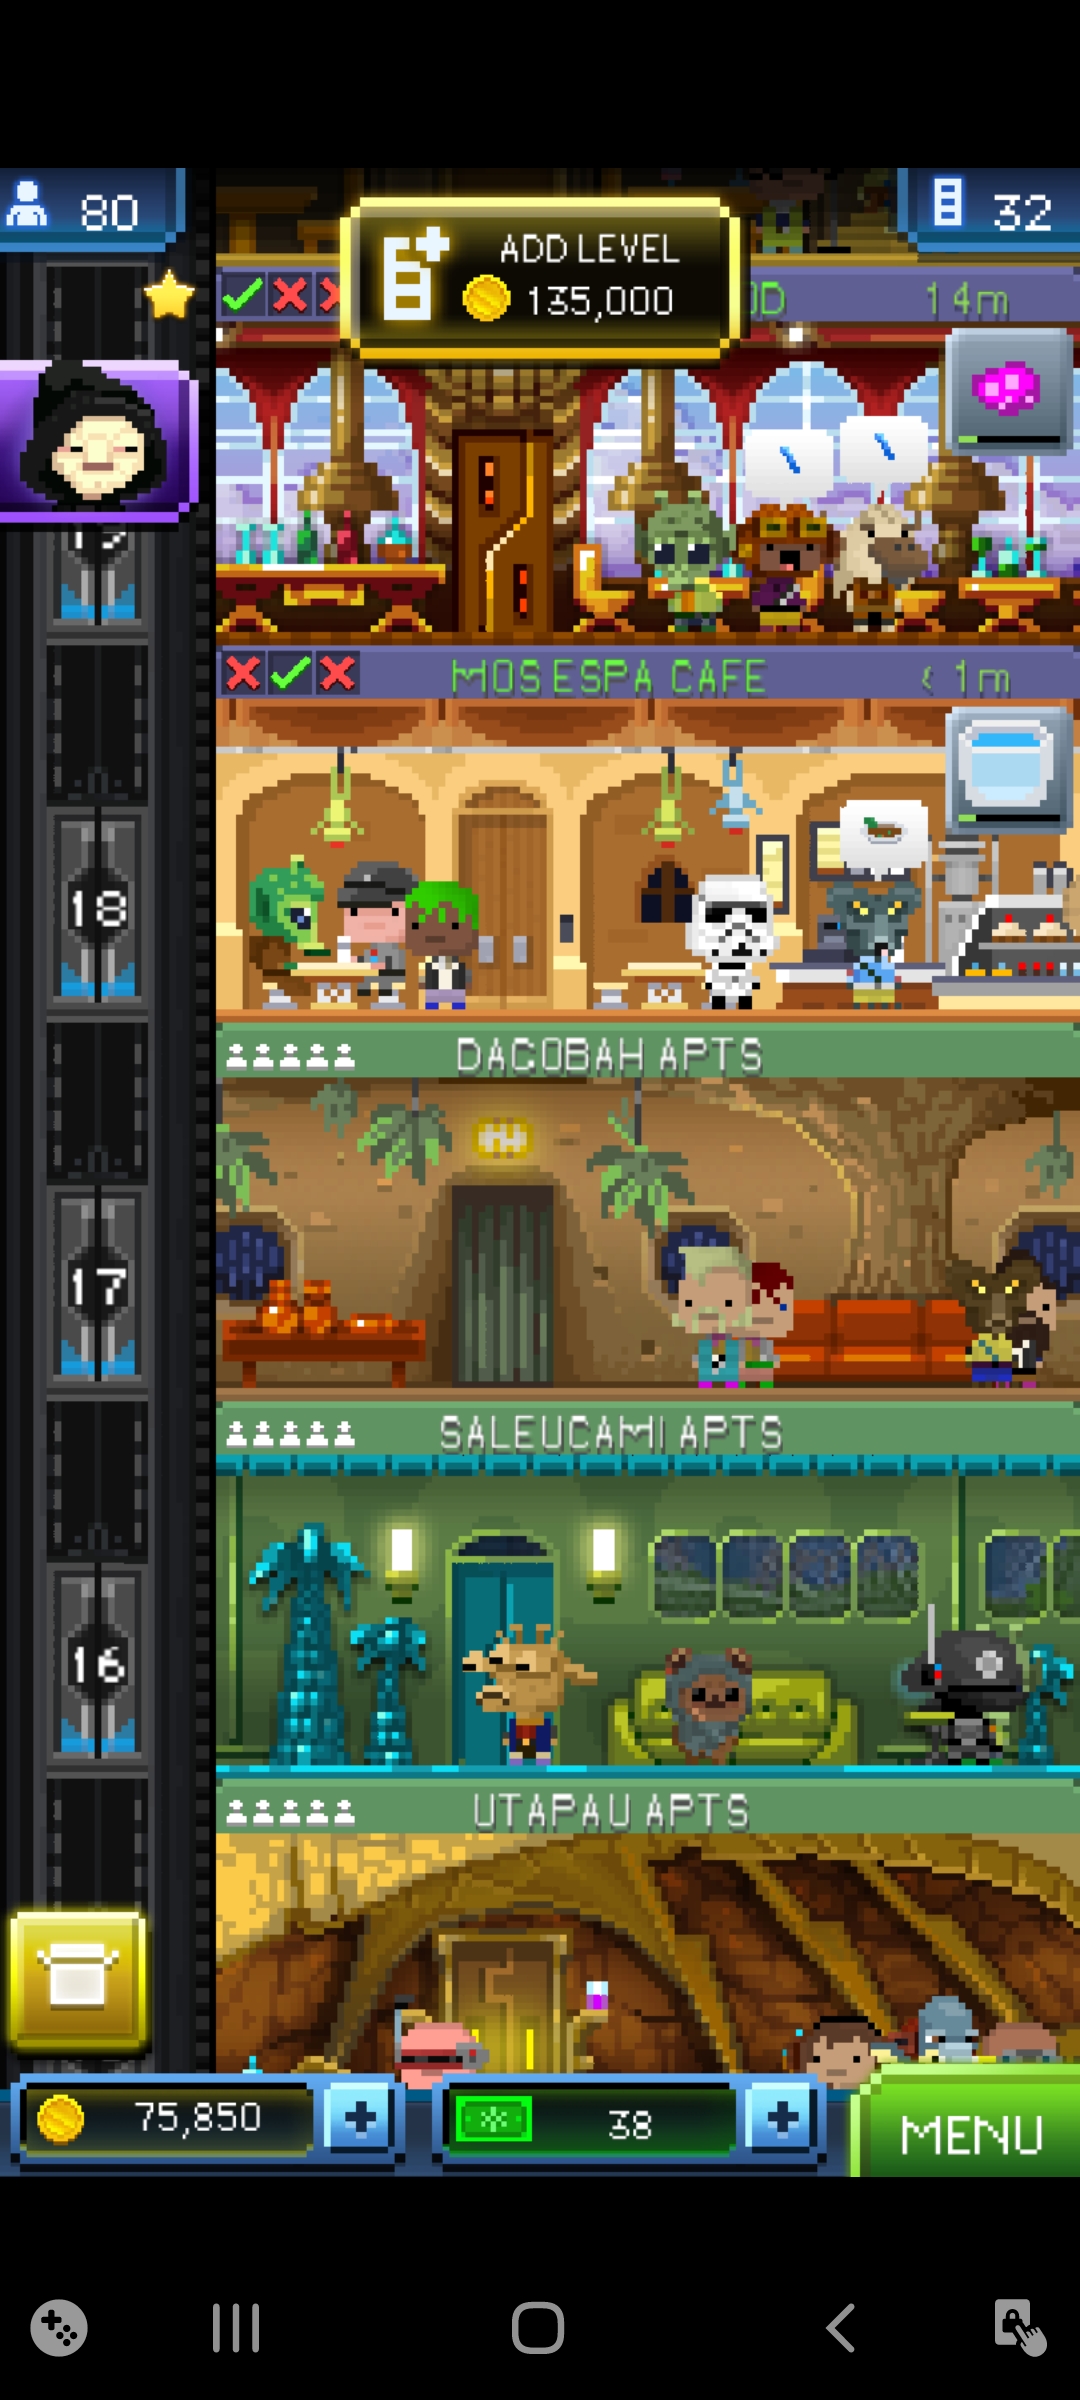 80
ADD LEVEL
32
135,000
14m
MOS ESPA CAFE
< 1m
18
DAGOBAH APTS
17
SALEUCAMI APTS
16
UTAPAU APTS
75,850
38
MENU